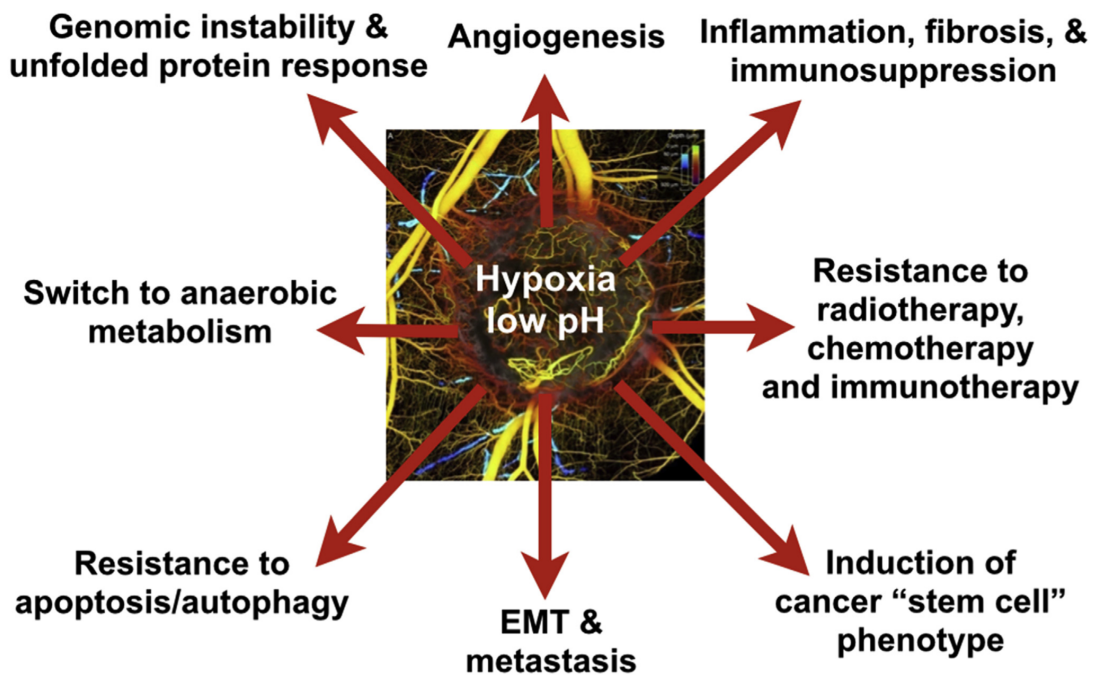 Genomic instability &
unfolded protein response
Angiogenesis
Inflammation, fibrosis, &
immunosuppression
A
Switch to anaerobic
metabolism
Hypoxia
low pH
Resistance to
radiotherapy,
chemotherapy
and immunotherapy
Resistance to
apoptosis/autophagy
EMT &
metastasis
Induction of
cancer “stem cell”
phenotype